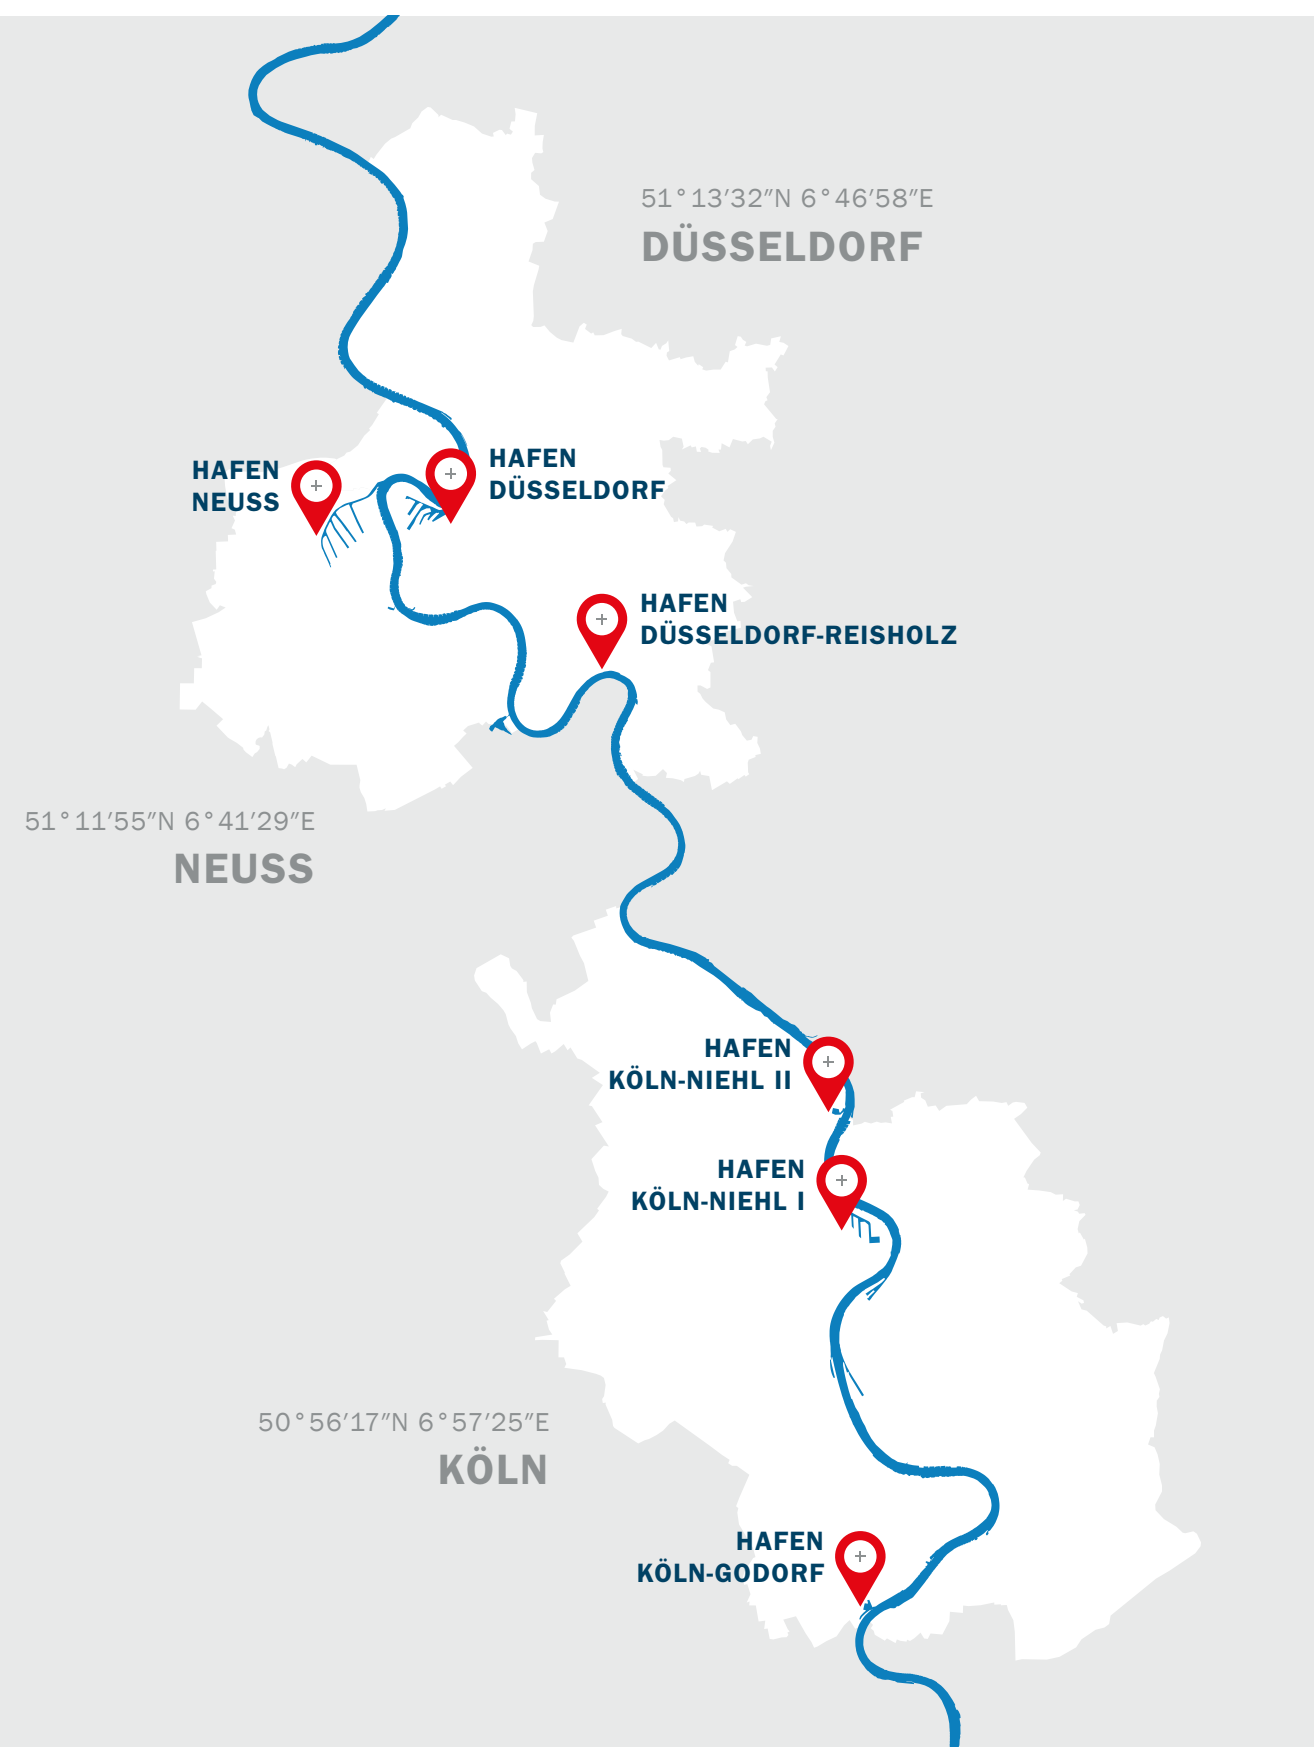 51°13′32″N 6°46′58″E
DÜSSELDORF
HAFEN
NEUSS
HAFEN
DÜSSELDORF
HAFEN
DÜSSELDORF-REISHOLZ
51°11′55″N 6°41′29″E
NEUSS
HAFEN
KÖLN-NIEHL II
HAFEN
KÖLN-NIEHL I
50°56′17″N 6°57′25″E
KÖLN
HAFEN
KÖLN-GODORF